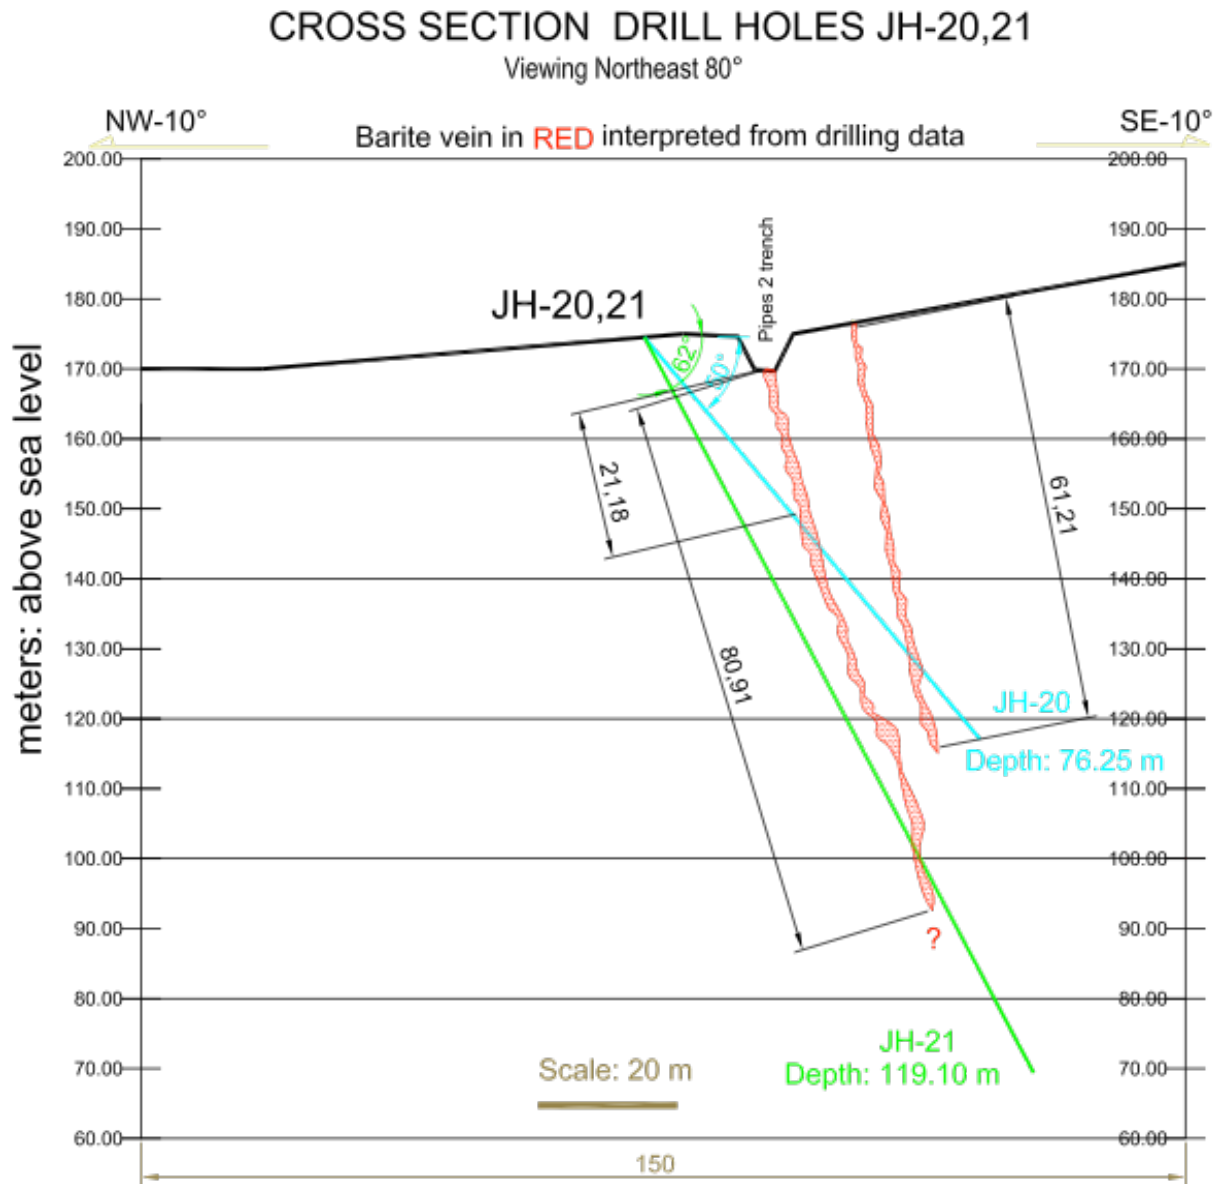 CROSS SECTION  DRILL HOLES JH-20,21
Viewing Northeast 80°
NW-10°
SE-10°
Barite vein in RED interpreted from drilling data
200.00
200.00
190.00
190.00
Pipes 2 trench
180.00
180.00
JH-20,21
170.00
170.00
62°
60°
160.00
160.00
21,18
61,21
150.00
150.00
140.00
140.00
130.00
130.00
80,91
meters: above sea level
JH-20
120.00
120.00
Depth: 76.25 m
110.00
110.00
100.00
100.00
90.00
90.00
?
80.00
80.00
JH-21
Depth: 119.10 m
70.00
70.00
Scale: 20 m
60.00
60.00
150